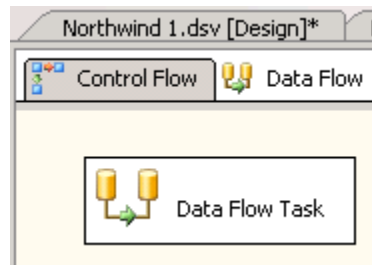 Northwind 1.dsv [Design]*
Control Flow Data Flow
Data Flow Task